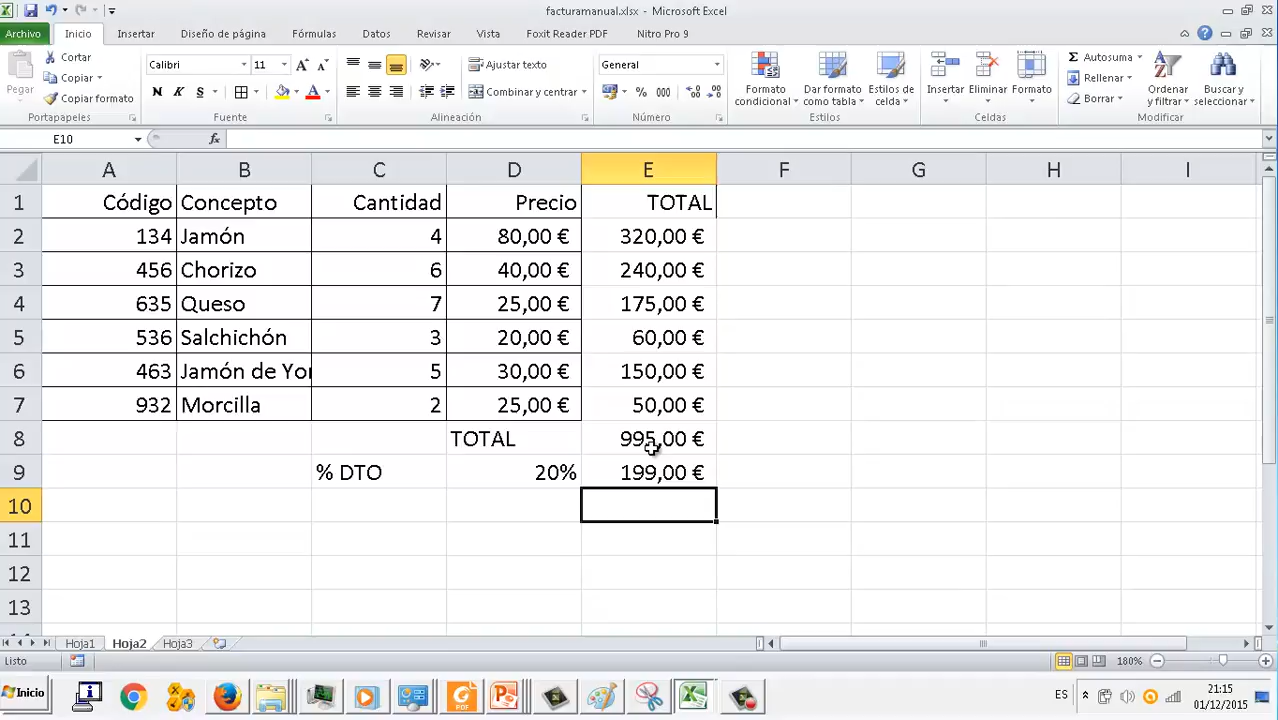 facturamanual.xlsx - Microsoft Excel
Archivo Inicio Insertar Diseño de página Fórmulas Datos Revisar Vista Foxit Reader PDF Nitro Pro 9
Pegar
Cortar
Copiar
Copiar formato
Portapapeles
Calibri 11
N K S
Fuente
Ajustar texto
Combinar y centrar
Alineación
General
% 000
Número
Formato condicional
Dar formato como tabla
Estilos de celda
Estilos
Insertar Eliminar Formato
Celdas
Σ Autosuma
Rellenar
Borrar
Ordenar y filtrar
Buscar y seleccionar
Modificar
E10 fx
A B C D E F G H I
1 Código Concepto Cantidad Precio TOTAL
2 134 Jamón 4 80,00 € 320,00 €
3 456 Chorizo 6 40,00 € 240,00 €
4 635 Queso 7 25,00 € 175,00 €
5 536 Salchichón 3 20,00 € 60,00 €
6 463 Jamón de Yor 5 30,00 € 150,00 €
7 932 Morcilla 2 25,00 € 50,00 €
8 TOTAL 995,00 €
9 % DTO 20% 199,00 €
10
11
12
13
Hoja1 Hoja2 Hoja3
Listo 180%
Inicio ES 21:15
01/12/2015